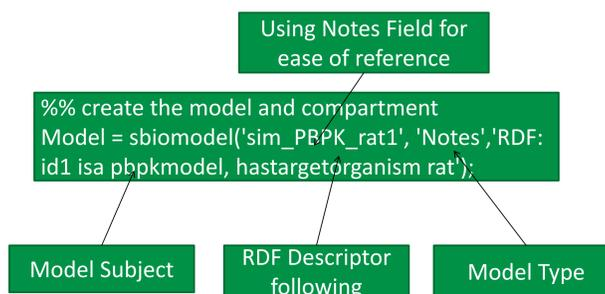 Using Notes Field for
ease of reference
%% create the model and compartment
Model = sbiomodel('sim_PBPK_rat1', 'Notes','RDF:
id1 isa pbpkmodel, hastargetorganism rat');
Model Subject
RDF Descriptor
following
Model Type